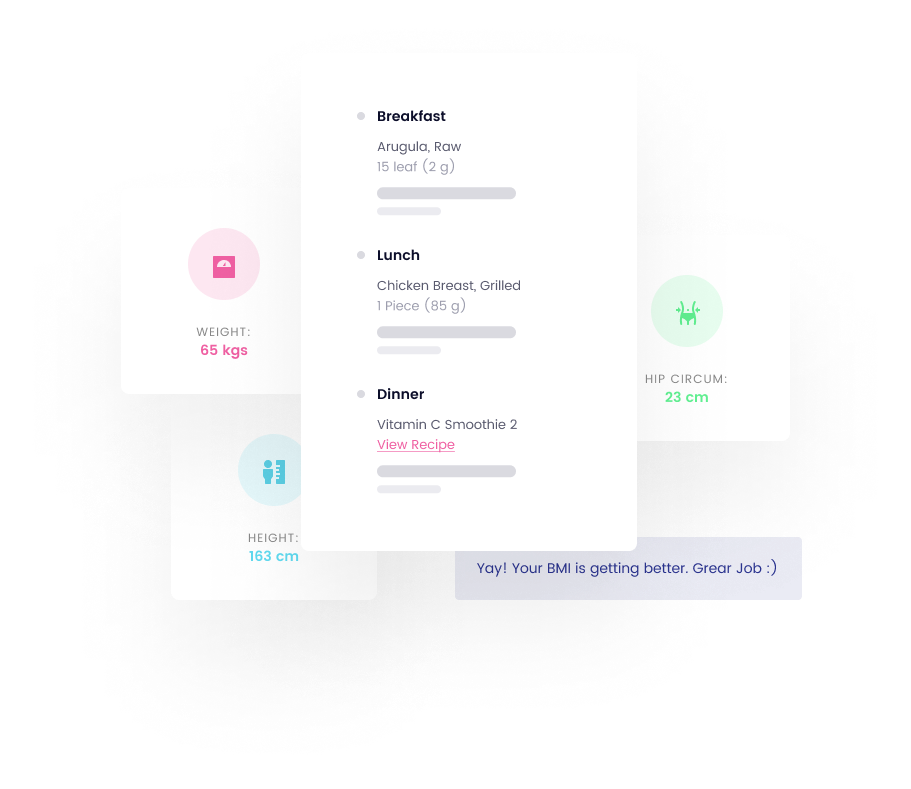 Breakfast
Arugula, Raw
15 leaf (2 g)
Lunch
Chicken Breast, Grilled
1 Piece (85 g)
Dinner
Vitamin C Smoothie 2
View Recipe
WEIGHT:
65 kgs
HEIGHT:
163 cm
HIP CIRCUM:
23 cm
Yay! Your BMI is getting better. Grear Job :)